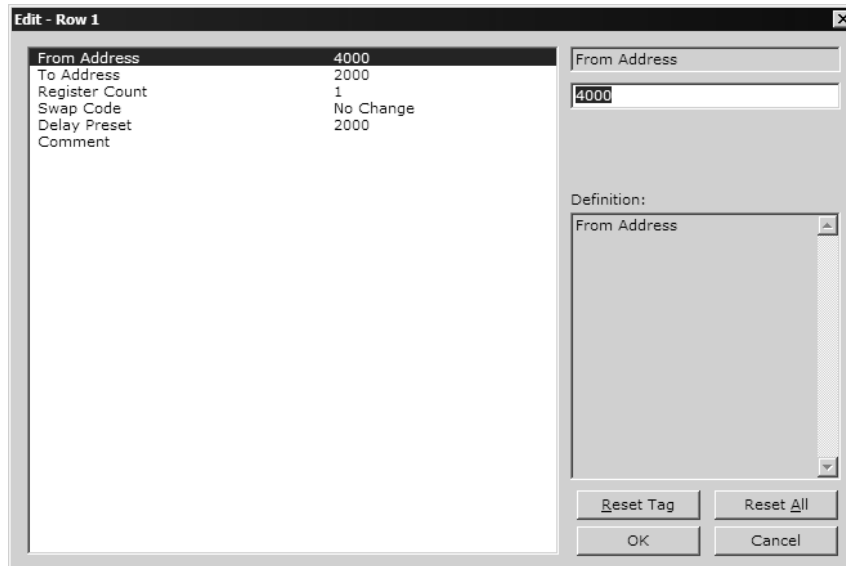 Edit - Row 1
From Address 4000
To Address 2000
Register Count 1
Swap Code No Change
Delay Preset 2000
Comment
From Address
4000
Definition:
From Address
Reset Tag
Reset All
OK
Cancel